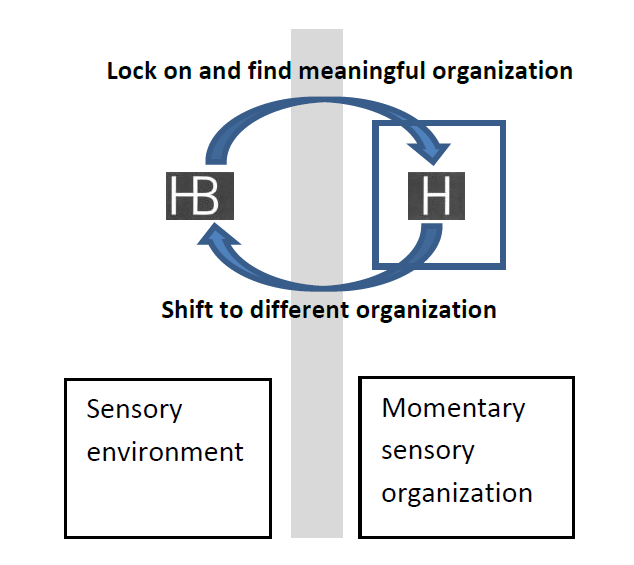 Lock on and find meaningful organization
HB
H
Shift to different organization
Sensory
environment
Momentary
sensory
organization